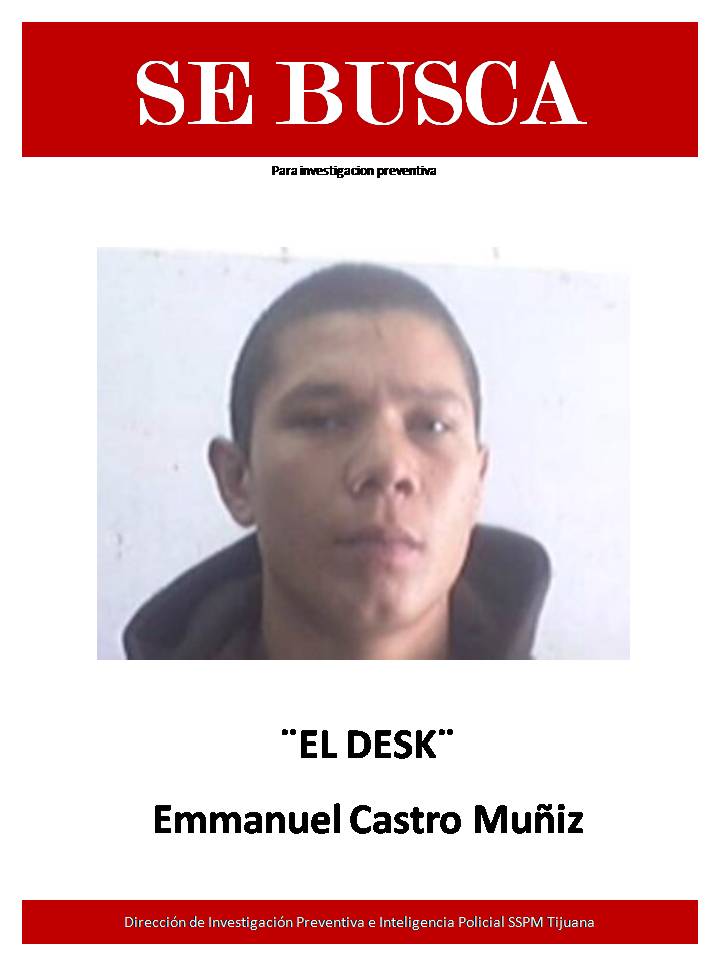 SE BUSCA
Para investigacion preventiva
¨EL DESK¨
Emmanuel Castro Muñiz
Dirección de Investigación Preventiva e Inteligencia Policial SSPM Tijuana